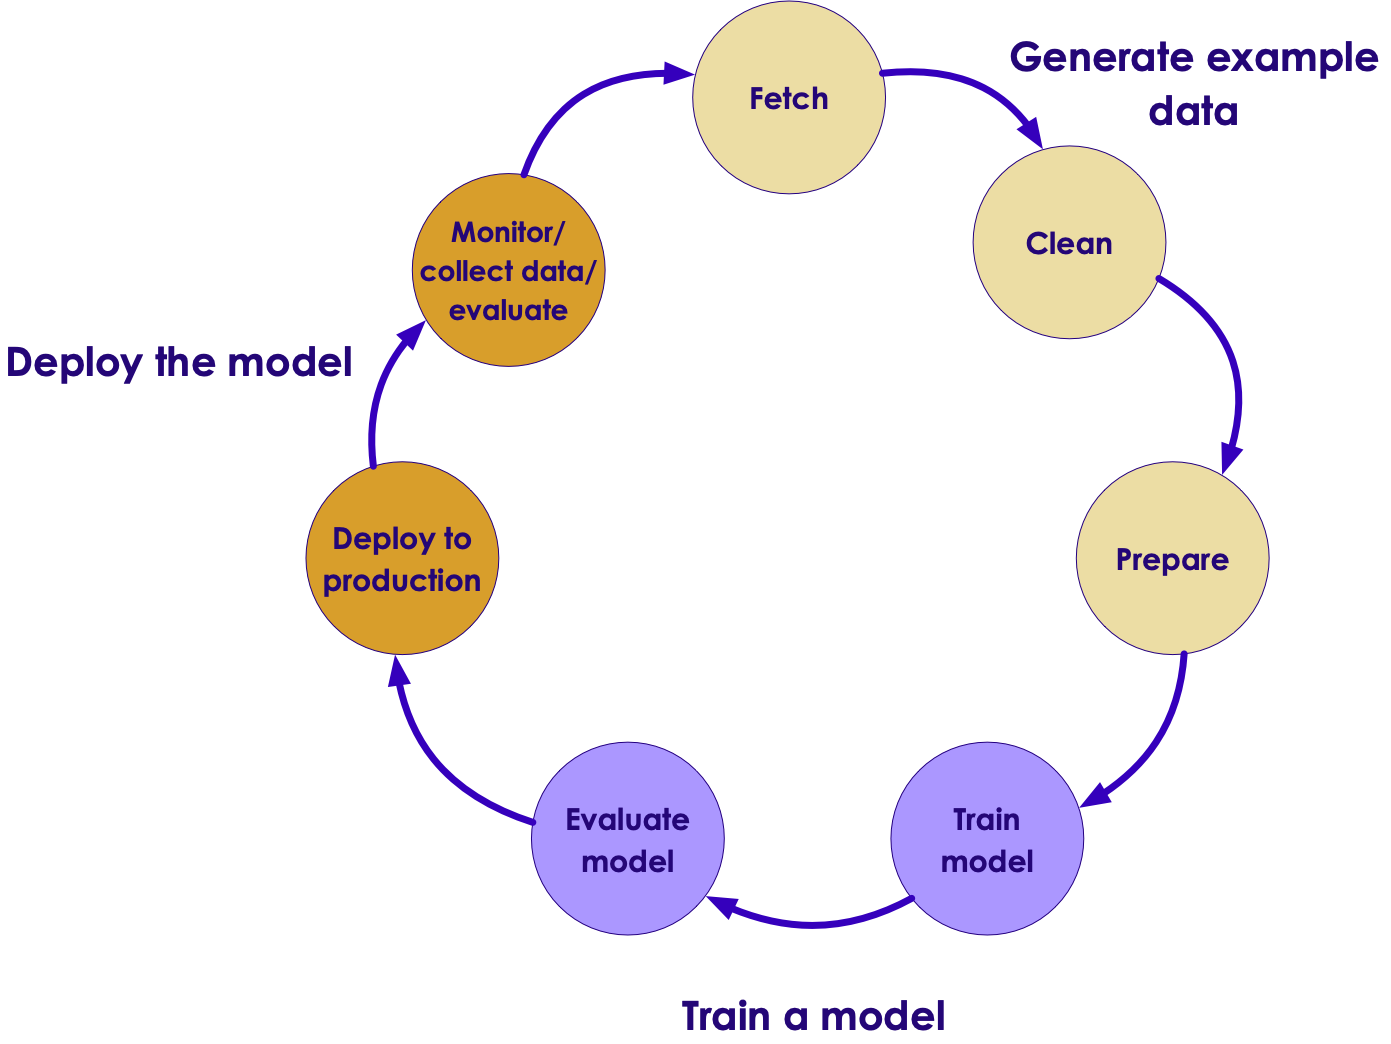 Fetch
Generate example
data
Clean
Prepare
Train
model
Train a model
Evaluate
model
Deploy to
production
Deploy the model
Monitor/
collect data/
evaluate